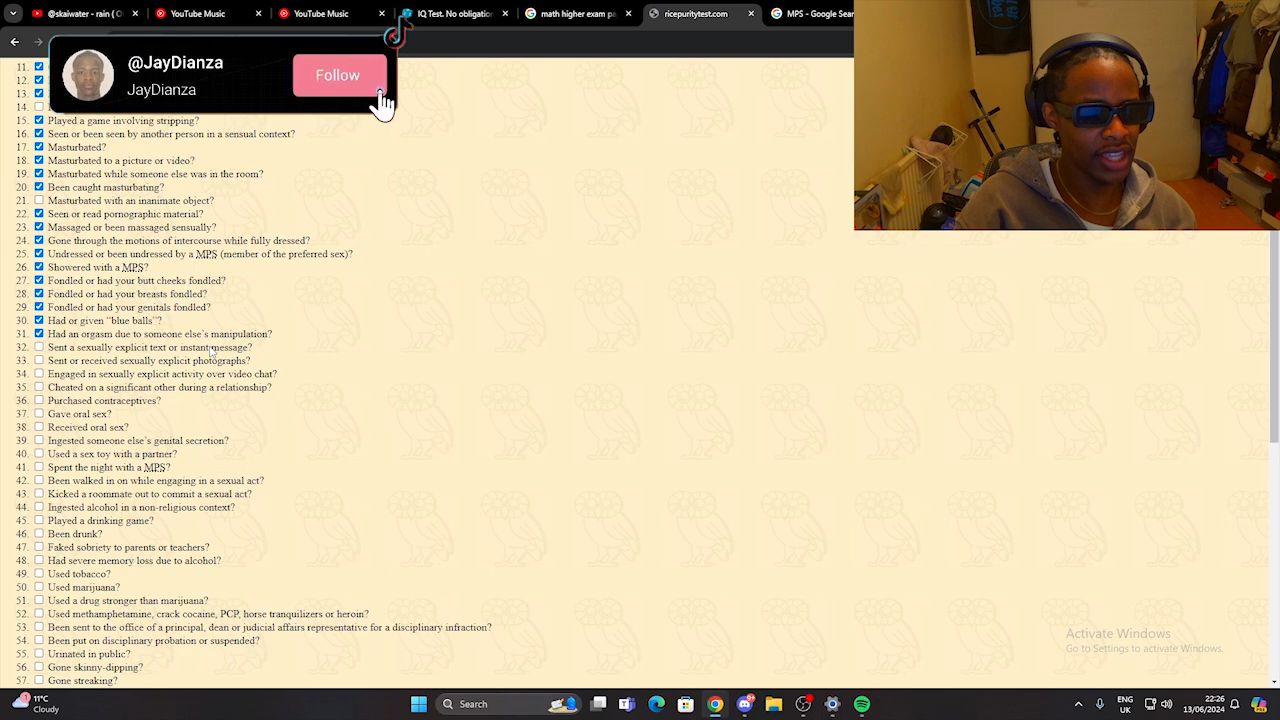 @skaiwater - rain (
YouTube Music
YouTube Music
IQ Test. No obligation
math higher exam pa
ricepuritytest.com
MPS - Google Sear
@JayDianza
JayDianza
Follow
11.
12.
13.
14.
15. Played a game involving stripping?
16. Seen or been seen by another person in a sensual context?
17. Masturbated?
18. Masturbated to a picture or video?
19. Masturbated while someone else was in the room?
20. Been caught masturbating?
21. Masturbated with an inanimate object?
22. Seen or read pornographic material?
23. Massaged or been massaged sensually?
24. Gone through the motions of intercourse while fully dressed?
25. Undressed or been undressed by a MPS (member of the preferred sex)?
26. Showered with a MPS?
27. Fondled or had your butt cheeks fondled?
28. Fondled or had your breasts fondled?
29. Fondled or had your genitals fondled?
30. Had or given "blue balls"?
31. Had an orgasm due to someone else's manipulation?
32. Sent a sexually explicit text or instant message?
33. Sent or received sexually explicit photographs?
34. Engaged in sexually explicit activity over video chat?
35. Cheated on a significant other during a relationship?
36. Purchased contraceptives?
37. Gave oral sex?
38. Received oral sex?
39. Ingested someone else's genital secretion?
40. Used a sex toy with a partner?
41. Spent the night with a MPS?
42. Been walked in on while engaging in a sexual act?
43. Kicked a roommate out to commit a sexual act?
44. Ingested alcohol in a non-religious context?
45. Played a drinking game?
46. Been drunk?
47. Faked sobriety to parents or teachers?
48. Had severe memory loss due to alcohol?
49. Used tobacco?
50. Used marijuana?
51. Used a drug stronger than marijuana?
52. Used methamphetamine, crack cocaine, PCP, horse tranquilizers or heroin?
53. Been sent to the office of a principal, dean or judicial affairs representative for a disciplinary infraction?
54. Been put on disciplinary probation or suspended?
55. Urinated in public?
56. Gone skinny-dipping?
57. Gone streaking?
Activate Windows
Go to Settings to activate Windows.
11°C
Cloudy
Search
ENG
UK
22:26
13/06/2024